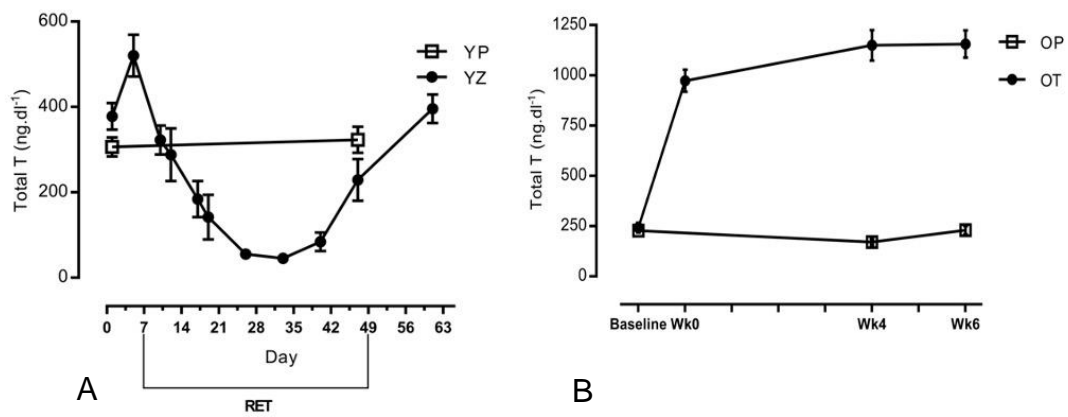 600
400
200
0
Total T (ng.dl-1)
YP
YZ
0 7 14 21 28 35 42 49 56 63
Day
RET
A
1250
1000
750
500
250
0
Total T (ng.dl-1)
OP
OT
Baseline Wk0 Wk4 Wk6
B